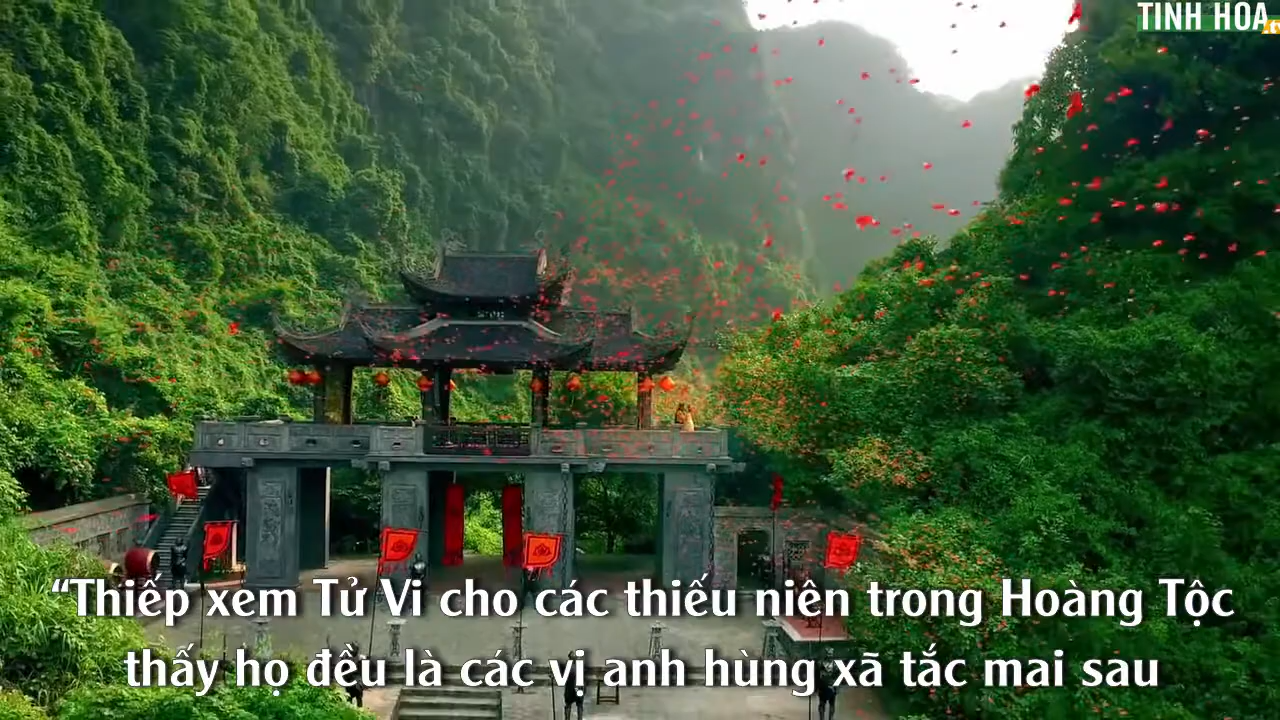 TINH HOA
.tv
“Thiếp xem Tử Vi cho các thiếu niên trong Hoàng Tộc
thấy họ đều là các vị anh hùng xã tắc mai sau